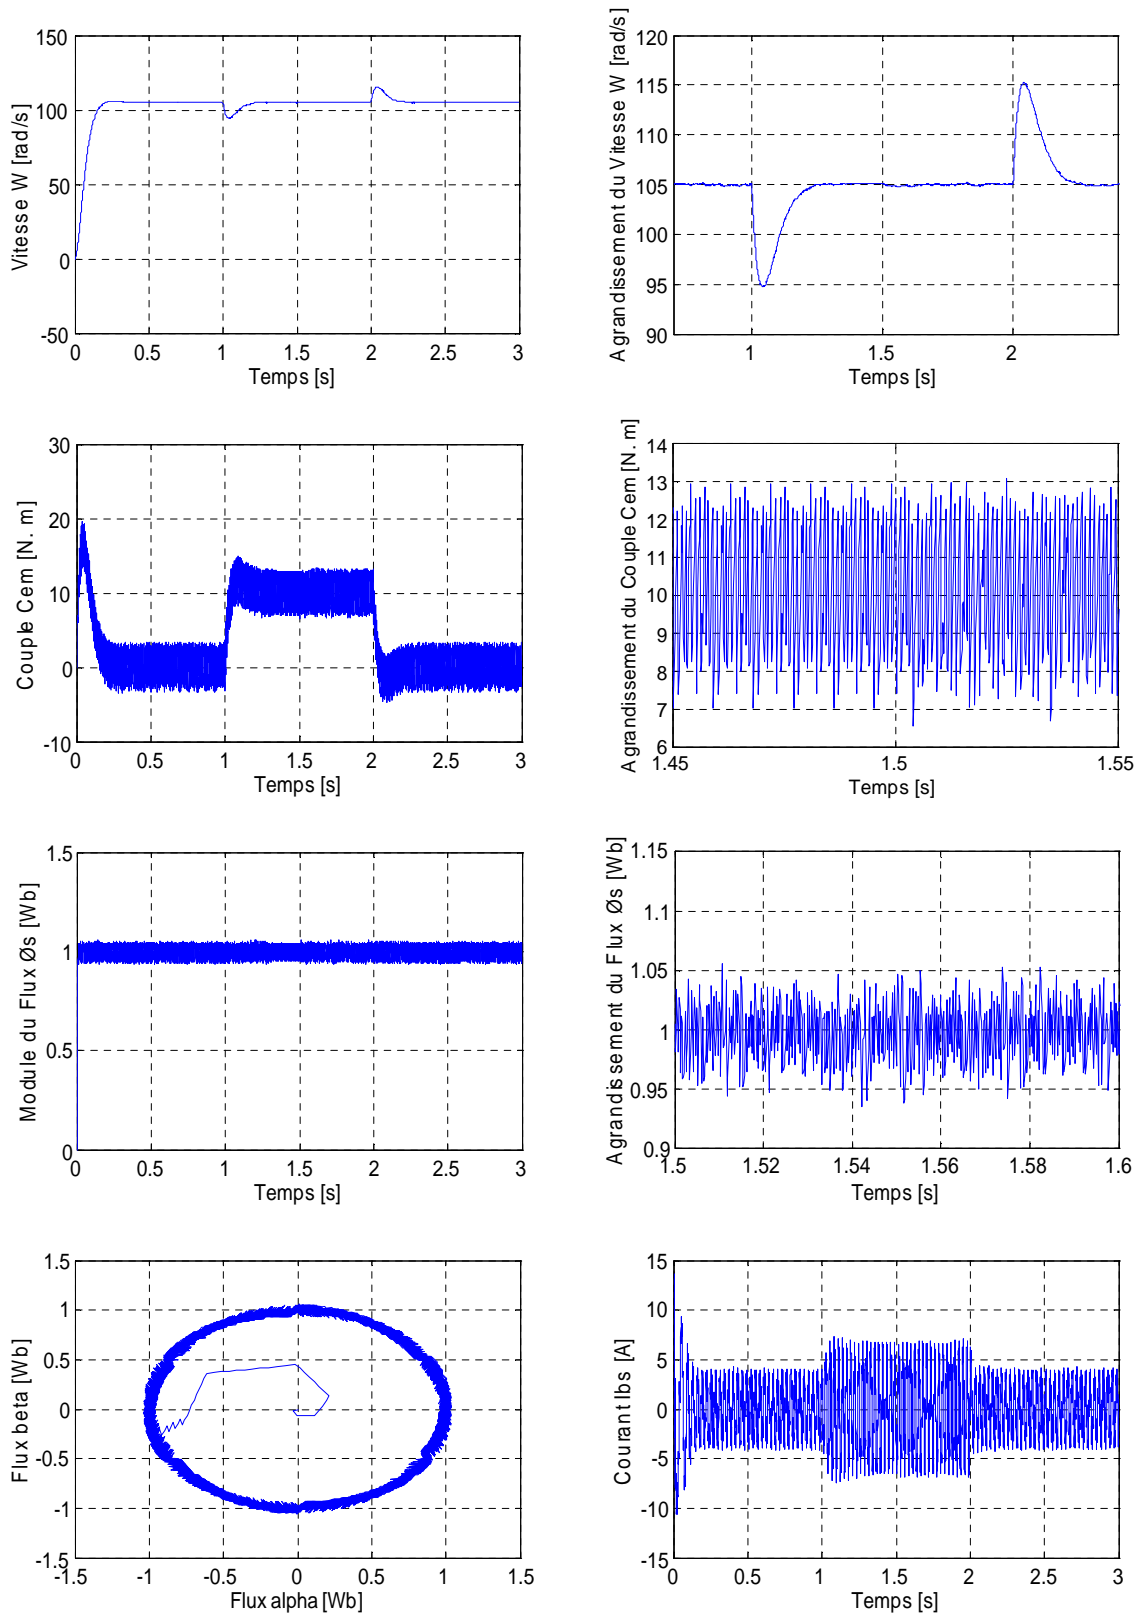 150
100
50
0
-50
0 0.5 1 1.5 2 2.5 3
Vitesse W [rad/s]
Temps [s]
120
115
110
105
100
95
90
1 1.5 2
Agrandissement du Vitesse W [rad/s]
Temps [s]
30
20
10
0
-10
0 0.5 1 1.5 2 2.5 3
Couple Cem [N. m]
Temps [s]
14
13
12
11
10
9
8
7
6
1.45 1.5 1.55
Agrandissement du Couple Cem [N. m]
Temps [s]
1.5
1
0.5
0
0 0.5 1 1.5 2 2.5 3
Module du Flux Øs [Wb]
Temps [s]
1.15
1.1
1.05
1
0.95
0.9
1.5 1.52 1.54 1.56 1.58 1.6
Agrandissement du Flux Øs [Wb]
Temps [s]
1.5
1
0.5
0
-0.5
-1
-1.5
-1.5 -1 -0.5 0 0.5 1 1.5
Flux beta [Wb]
Flux alpha [Wb]
15
10
5
0
-5
-10
-15
0 0.5 1 1.5 2 2.5 3
Courant Ibs [A]
Temps [s]